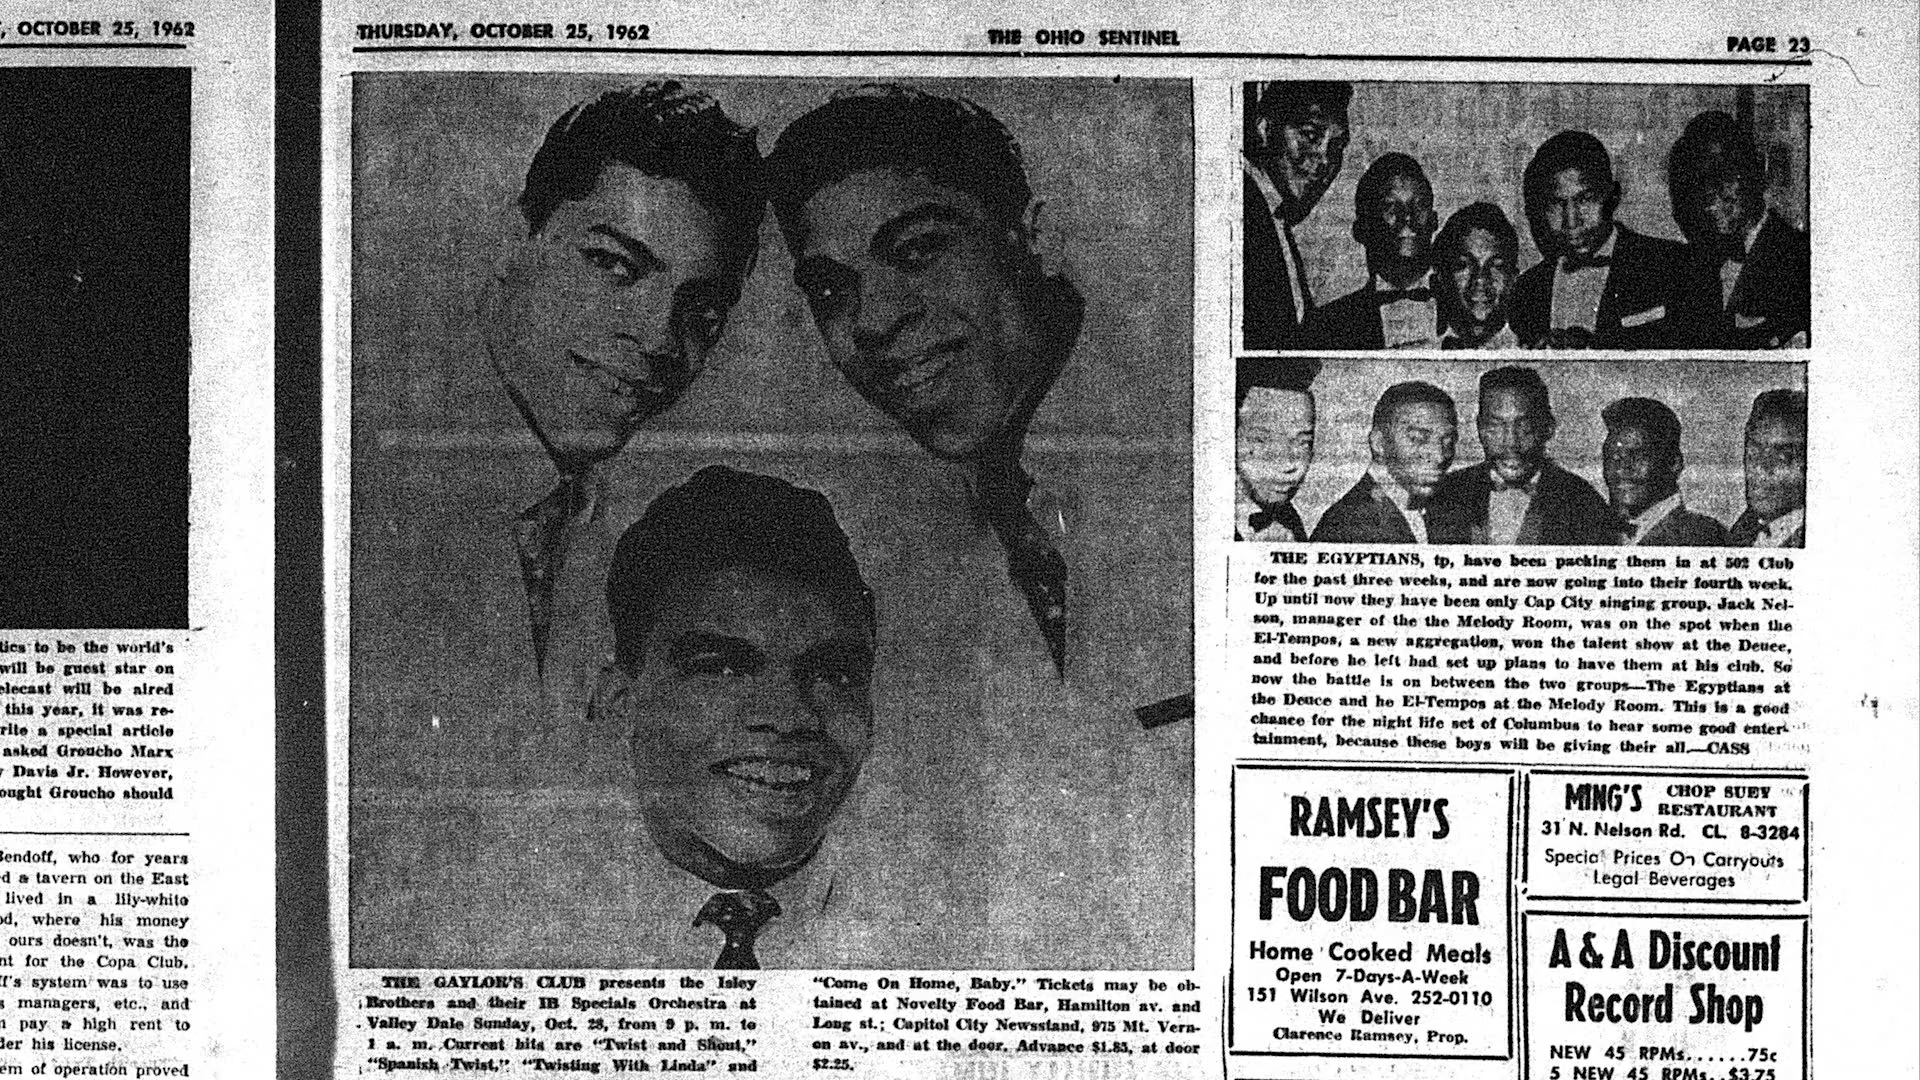 , OCTOBER 25, 1962
tics to be the world's
will be guest star on
elecast will be aired
this year, it was re-
rite a special article
asked Groucho Marx
Davis Jr. However,
ought Groucho should
Bendoff, who for years
d a tavern on the East
lived in a lily-white
od, where his money
ours doesn't, was the
nt for the Copa Club.
ff's system was to use
s managers, etc., and
n pay a high rent to
der his license.
em of operation proved
THURSDAY, OCTOBER 25, 1962
THE OHIO SENTINEL
PAGE 23
THE GAYLOR'S CLUB presents the Isley
Brothers and their IB Specials Orchestra at
Valley Dale Sunday, Oct. 28, from 9 p. m. to
1 a. m. Current hits are "Twist and Shout,"
"Spanish Twist," "Twisting With Linda" and
"Come On Home, Baby." Tickets may be ob-
tained at Novelty Food Bar, Hamilton av. and
Long st.; Capitol City Newsstand, 975 Mt. Vern-
on av., and at the door. Advance $1.85, at door
$2.25.
THE EGYPTIANS, tp, have been packing them in at 502 Club
for the past three weeks, and are now going into their fourth week.
Up until now they have been only Cap City singing group. Jack Nel-
son, manager of the the Melody Room, was on the spot when the
El-Tempos, a new aggregation, won the talent show at the Deuce,
and before he left had set up plans to have them at his club. So
now the battle is on between the two groups—The Egyptians at
the Deuce and he El-Tempos at the Melody Room. This is a good
chance for the night life set of Columbus to hear some good enter-
tainment, because these boys will be giving their all.—CASS
RAMSEY'S
FOOD BAR
Home Cooked Meals
Open 7-Days-A-Week
151 Wilson Ave. 252-0110
We Deliver
Clarence Ramsey, Prop.
MING'S CHOP SUEY
RESTAURANT
31 N. Nelson Rd. CL 8-3284
Special Prices On Carryouts
Legal Beverages
A & A Discount
Record Shop
NEW 45 RPMs......75c
5 NEW 45 RPMs..$3.75